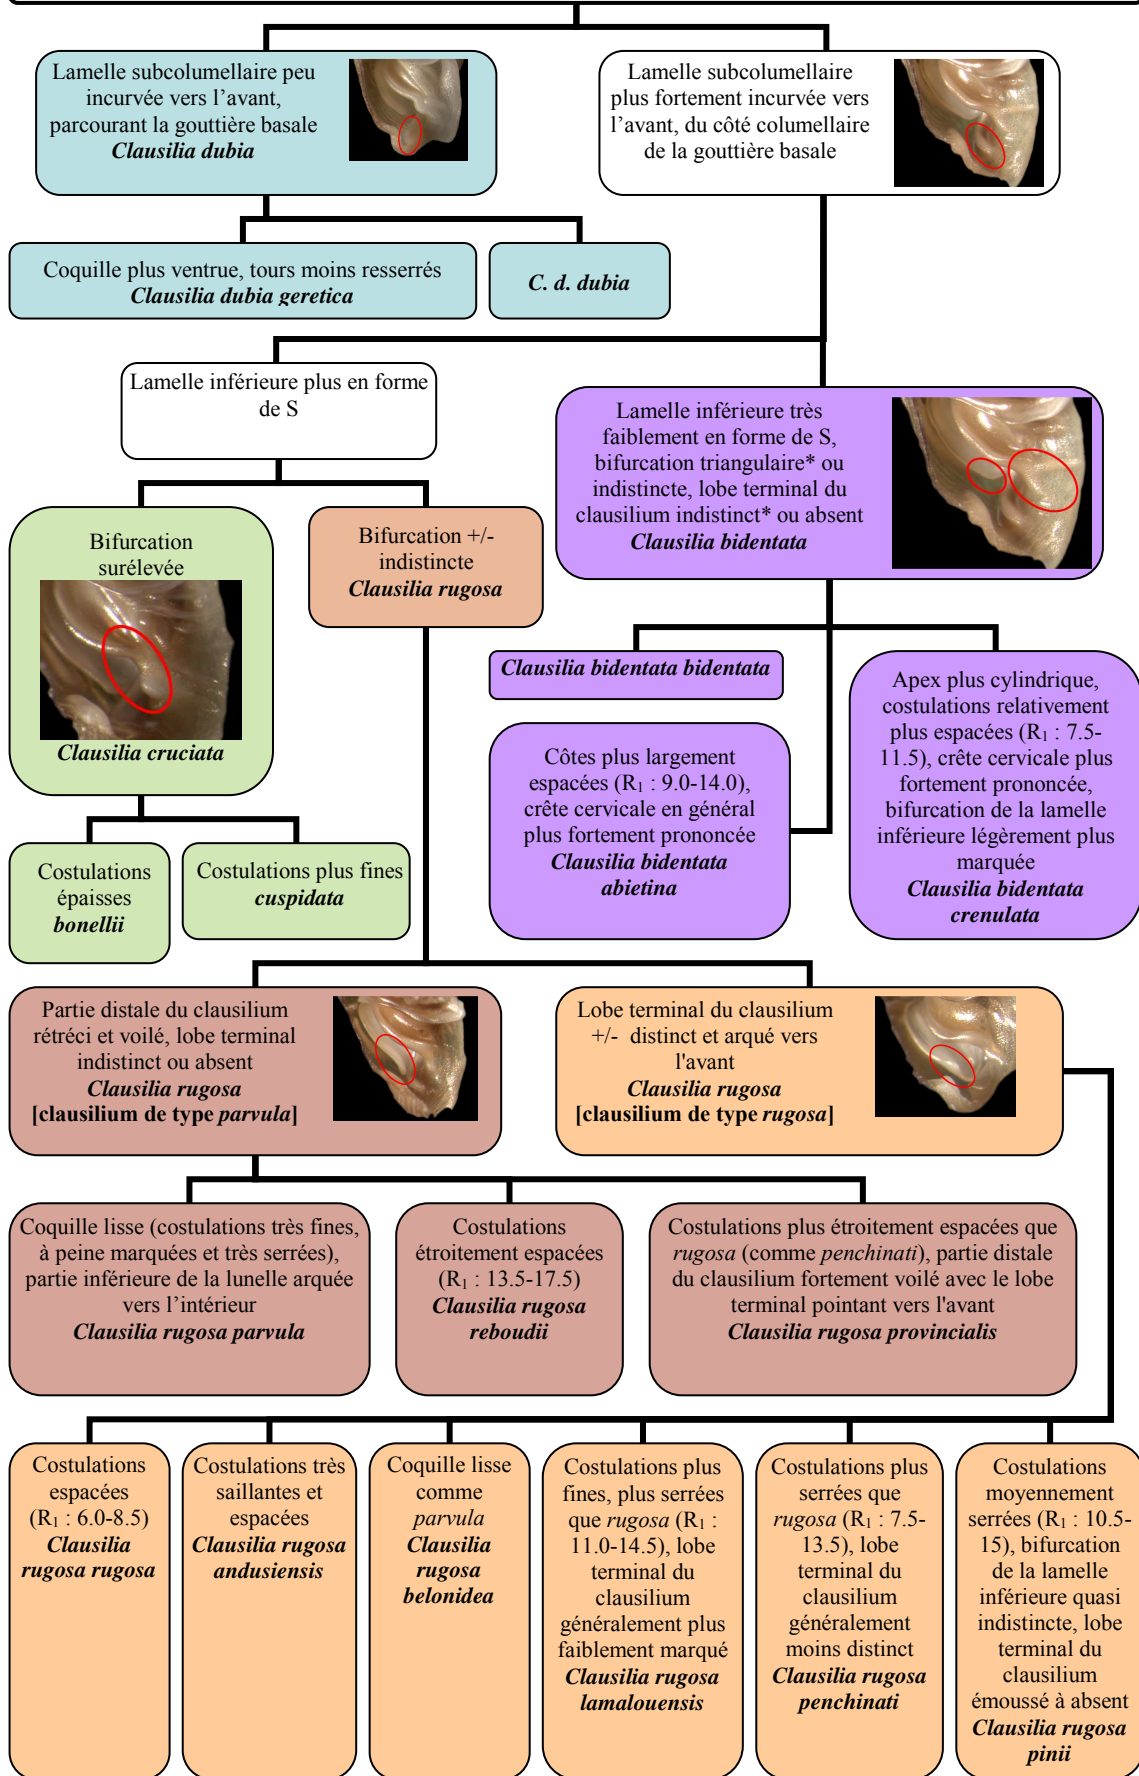 Lamelle subcolumellaire peu
incurvée vers l’avant,
parcourant la gouttière basale
Clausilia dubia
Lamelle subcolumellaire
plus fortement incurvée vers
l’avant, du côté columellaire
de la gouttière basale
Coquille plus ventrue, tours moins resserrés
Clausilia dubia geretica
C. d. dubia
Lamelle inférieure plus en forme
de S
Lamelle inférieure très
faiblement en forme de S,
bifurcation triangulaire* ou
indistincte, lobe terminal du
clausilium indistinct* ou absent
Clausilia bidentata
Bifurcation
surélevée
Clausilia cruciata
Bifurcation +/-
indistincte
Clausilia rugosa
Clausilia bidentata bidentata
Côtes plus largement
espacées (R₁ : 9.0-14.0),
crête cervicale en général
plus fortement prononcée
Clausilia bidentata
abietina
Apex plus cylindrique,
costulations relativement
plus espacées (R₁ : 7.5-
11.5), crête cervicale plus
fortement prononcée,
bifurcation de la lamelle
inférieure légèrement plus
marquée
Clausilia bidentata
crenulata
Costulations
épaisses
bonellii
Costulations plus fines
cuspidata
Partie distale du clausilium
rétréci et voilé, lobe terminal
indistinct ou absent
Clausilia rugosa
[clausilium de type parvula]
Lobe terminal du clausilium
+/- distinct et arqué vers
l'avant
Clausilia rugosa
[clausilium de type rugosa]
Coquille lisse (costulations très fines,
à peine marquées et très serrées),
partie inférieure de la lunelle arquée
vers l’intérieur
Clausilia rugosa parvula
Costulations
étroitement espacées
(R₁ : 13.5-17.5)
Clausilia rugosa
reboudii
Costulations plus étroitement espacées que
rugosa (comme penchinati), partie distale
du clausilium fortement voilé avec le lobe
terminal pointant vers l'avant
Clausilia rugosa provincialis
Costulations
espacées
(R₁ : 6.0-8.5)
Clausilia
rugosa rugosa
Costulations très
saillantes et
espacées
Clausilia rugosa
andusiensis
Coquille lisse
comme
parvula
Clausilia
rugosa
belonidea
Costulations plus
fines, plus serrées
que rugosa (R₁ :
11.0-14.5), lobe
terminal du
clausilium
généralement plus
faiblement marqué
Clausilia rugosa
lamalouensis
Costulations plus
serrées que
rugosa (R₁ : 7.5-
13.5), lobe
terminal du
clausilium
généralement
moins distinct
Clausilia rugosa
penchinati
Costulations
moyennement
serrées (R₁ : 10.5-
15), bifurcation
de la lamelle
inférieure quasi
indistincte, lobe
terminal du
clausilium
émoussé à absent
Clausilia rugosa
pinii